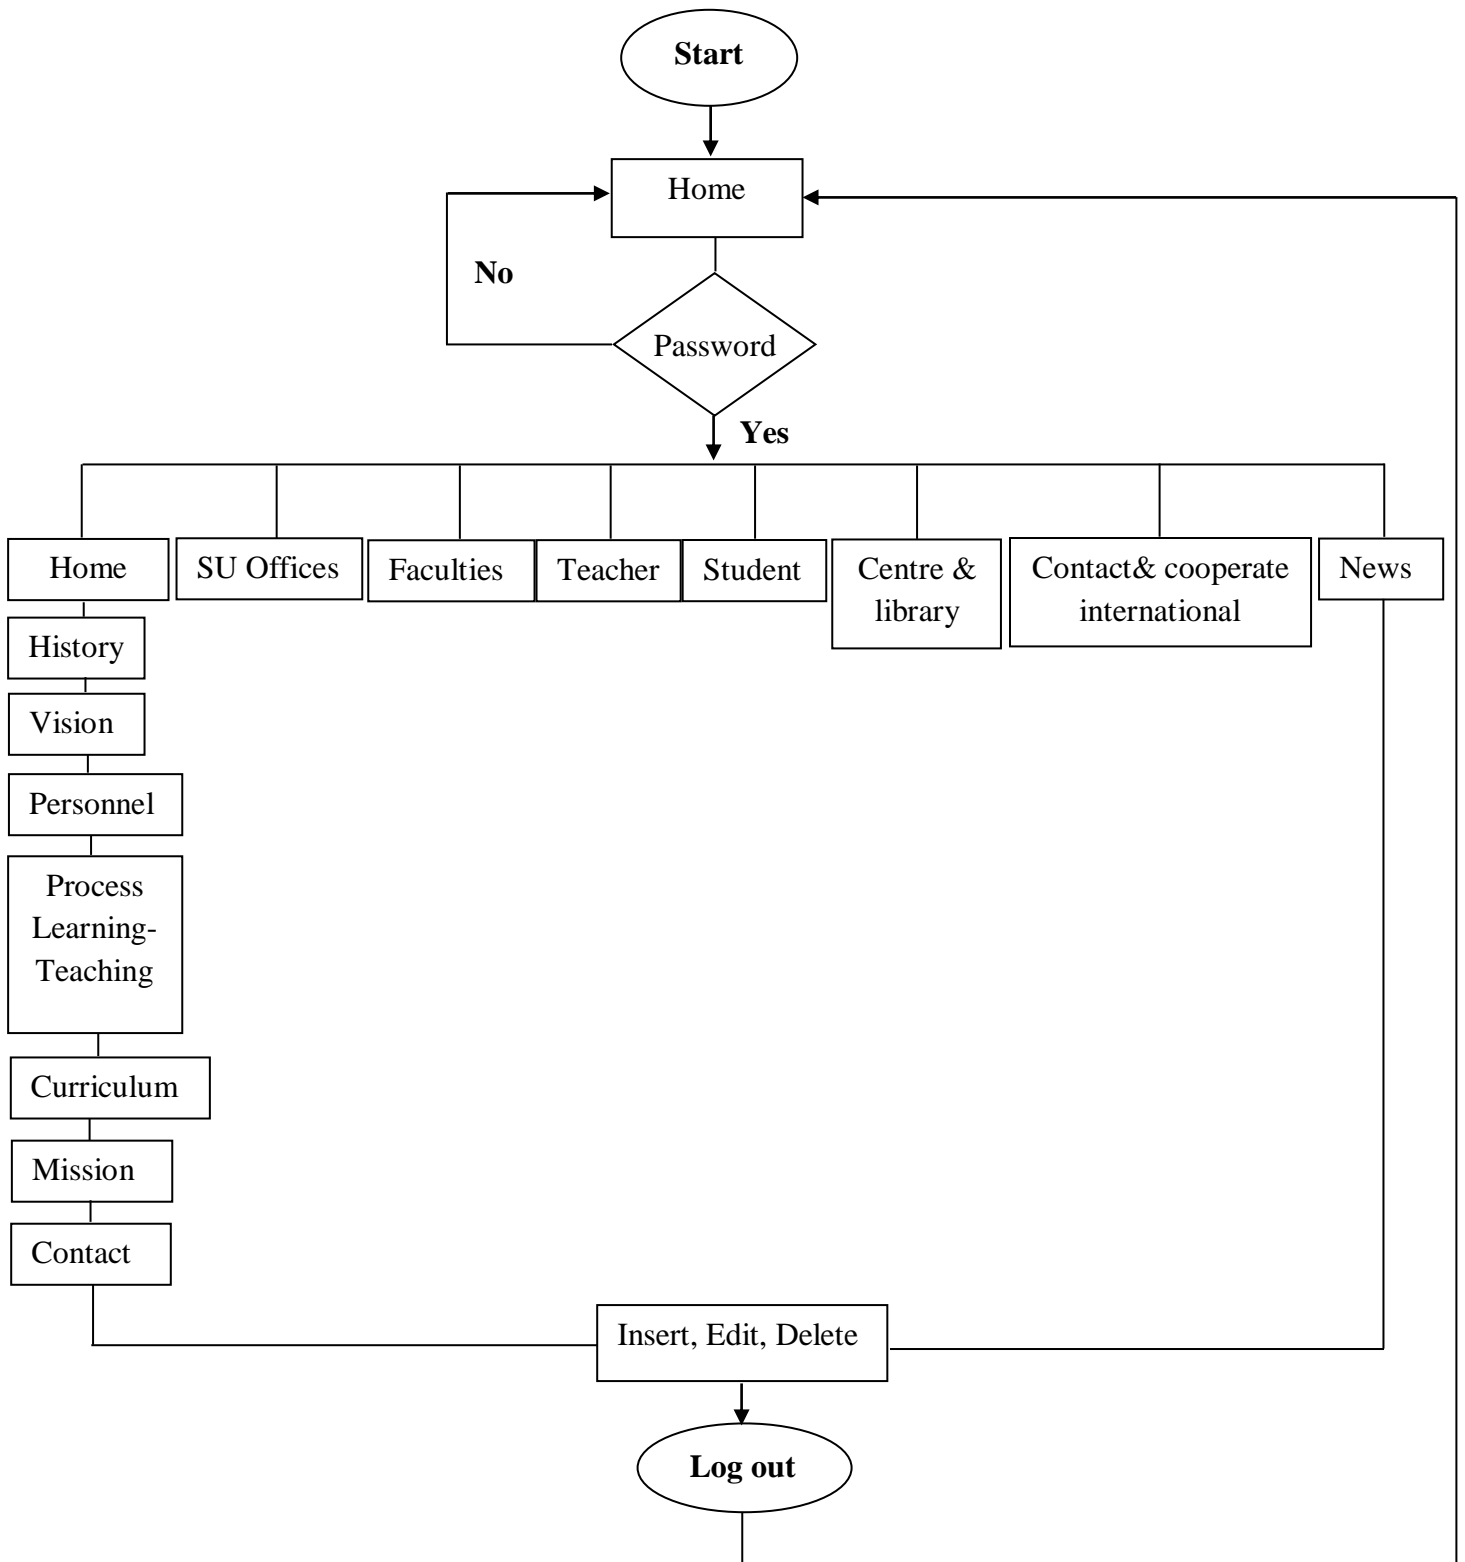 Start
Home
No
Password
Yes
Home
SU Offices
Faculties
Teacher
Student
Centre &
library
Contact& cooperate
international
News
History
Vision
Personnel
Process
Learning-
Teaching
Curriculum
Mission
Contact
Insert, Edit, Delete
Log out